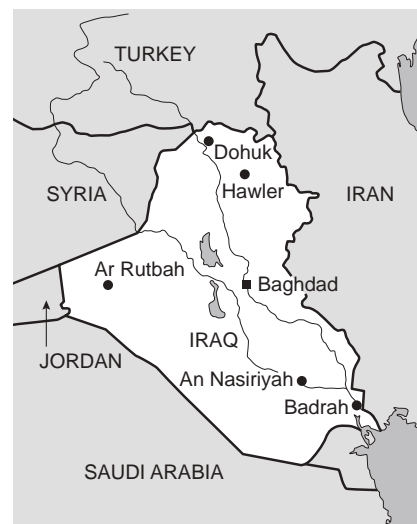 TURKEY
Dohuk
SYRIA
Hawler
IRAN
Ar Rutbah
Baghdad
IRAQ
JORDAN
An Nasiriyah
Badrah
SAUDI ARABIA